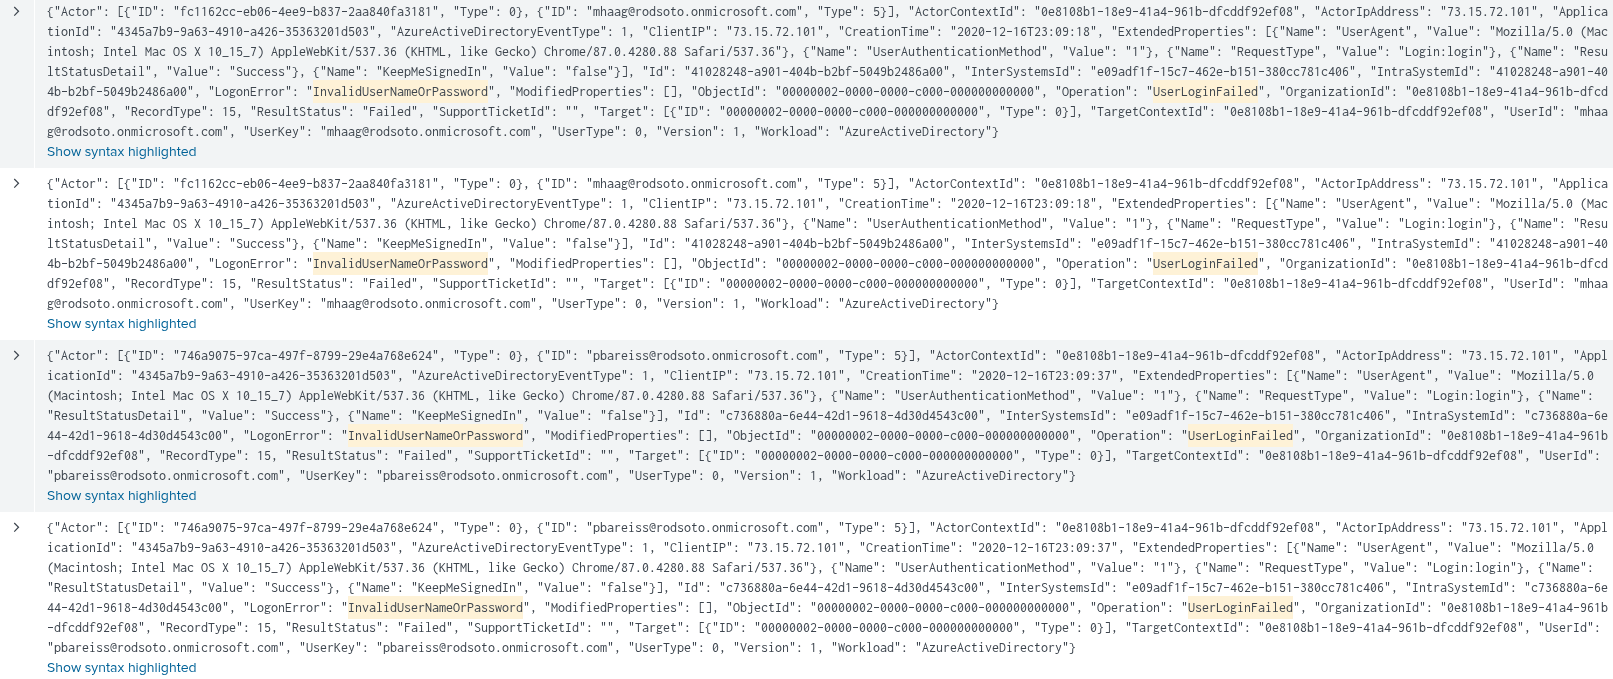 {"Actor": [{"ID": "fc1162cc-eb06-4ee9-b837-2aa840fa3181", "Type": 0}, {"ID": "mhaag@rodsoto.onmicrosoft.com", "Type": 5}], "ActorContextId": "0e8108b1-18e9-41a4-961b-dfcddf92ef08", "ActorIpAddress": "73.15.72.101", "Applica
tionId": "4345a7b9-9a63-4910-a426-35363201d503", "AzureActiveDirectoryEventType": 1, "ClientIP": "73.15.72.101", "CreationTime": "2020-12-16T23:09:18", "ExtendedProperties": [{"Name": "UserAgent", "Value": "Mozilla/5.0 (Mac
intosh; Intel Mac OS X 10_15_7) AppleWebKit/537.36 (KHTML, like Gecko) Chrome/87.0.4280.88 Safari/537.36"}, {"Name": "UserAuthenticationMethod", "Value": "1"}, {"Name": "RequestType", "Value": "Login:login"}, {"Name": "Resu
ltStatusDetail", "Value": "Success"}, {"Name": "KeepMeSignedIn", "Value": "false"}], "Id": "41028248-a901-404b-b2bf-5049b2486a00", "InterSystemsId": "e09adf1f-15c7-462e-b151-380cc781c406", "IntraSystemId": "41028248-a901-40
4b-b2bf-5049b2486a00", "LogonError": "InvalidUserNameOrPassword", "ModifiedProperties": [], "ObjectId": "00000002-0000-0000-c000-000000000000", "Operation": "UserLoginFailed", "OrganizationId": "0e8108b1-18e9-41a4-961b-dfcd
df92ef08", "RecordType": 15, "ResultStatus": "Failed", "SupportTicketId": "", "Target": [{"ID": "00000002-0000-0000-c000-000000000000", "Type": 0}], "TargetContextId": "0e8108b1-18e9-41a4-961b-dfcddf92ef08", "UserId": "mhaa
g@rodsoto.onmicrosoft.com", "UserKey": "mhaag@rodsoto.onmicrosoft.com", "UserType": 0, "Version": 1, "Workload": "AzureActiveDirectory"}
Show syntax highlighted
{"Actor": [{"ID": "fc1162cc-eb06-4ee9-b837-2aa840fa3181", "Type": 0}, {"ID": "mhaag@rodsoto.onmicrosoft.com", "Type": 5}], "ActorContextId": "0e8108b1-18e9-41a4-961b-dfcddf92ef08", "ActorIpAddress": "73.15.72.101", "Applica
tionId": "4345a7b9-9a63-4910-a426-35363201d503", "AzureActiveDirectoryEventType": 1, "ClientIP": "73.15.72.101", "CreationTime": "2020-12-16T23:09:18", "ExtendedProperties": [{"Name": "UserAgent", "Value": "Mozilla/5.0 (Mac
intosh; Intel Mac OS X 10_15_7) AppleWebKit/537.36 (KHTML, like Gecko) Chrome/87.0.4280.88 Safari/537.36"}, {"Name": "UserAuthenticationMethod", "Value": "1"}, {"Name": "RequestType", "Value": "Login:login"}, {"Name": "Resu
ltStatusDetail", "Value": "Success"}, {"Name": "KeepMeSignedIn", "Value": "false"}], "Id": "41028248-a901-404b-b2bf-5049b2486a00", "InterSystemsId": "e09adf1f-15c7-462e-b151-380cc781c406", "IntraSystemId": "41028248-a901-40
4b-b2bf-5049b2486a00", "LogonError": "InvalidUserNameOrPassword", "ModifiedProperties": [], "ObjectId": "00000002-0000-0000-c000-000000000000", "Operation": "UserLoginFailed", "OrganizationId": "0e8108b1-18e9-41a4-961b-dfcd
df92ef08", "RecordType": 15, "ResultStatus": "Failed", "SupportTicketId": "", "Target": [{"ID": "00000002-0000-0000-c000-000000000000", "Type": 0}], "TargetContextId": "0e8108b1-18e9-41a4-961b-dfcddf92ef08", "UserId": "mhaa
g@rodsoto.onmicrosoft.com", "UserKey": "mhaag@rodsoto.onmicrosoft.com", "UserType": 0, "Version": 1, "Workload": "AzureActiveDirectory"}
Show syntax highlighted
{"Actor": [{"ID": "746a9075-97ca-497f-8799-29e4a768e624", "Type": 0}, {"ID": "pbareiss@rodsoto.onmicrosoft.com", "Type": 5}], "ActorContextId": "0e8108b1-18e9-41a4-961b-dfcddf92ef08", "ActorIpAddress": "73.15.72.101", "Appl
icationId": "4345a7b9-9a63-4910-a426-35363201d503", "AzureActiveDirectoryEventType": 1, "ClientIP": "73.15.72.101", "CreationTime": "2020-12-16T23:09:37", "ExtendedProperties": [{"Name": "UserAgent", "Value": "Mozilla/5.0
(Macintosh; Intel Mac OS X 10_15_7) AppleWebKit/537.36 (KHTML, like Gecko) Chrome/87.0.4280.88 Safari/537.36"}, {"Name": "UserAuthenticationMethod", "Value": "1"}, {"Name": "RequestType", "Value": "Login:login"}, {"Name":
"ResultStatusDetail", "Value": "Success"}, {"Name": "KeepMeSignedIn", "Value": "false"}], "Id": "c736880a-6e44-42d1-9618-4d30d4543c00", "InterSystemsId": "e09adf1f-15c7-462e-b151-380cc781c406", "IntraSystemId": "c736880a-6e
44-42d1-9618-4d30d4543c00", "LogonError": "InvalidUserNameOrPassword", "ModifiedProperties": [], "ObjectId": "00000002-0000-0000-c000-000000000000", "Operation": "UserLoginFailed", "OrganizationId": "0e8108b1-18e9-41a4-961b
-dfcddf92ef08", "RecordType": 15, "ResultStatus": "Failed", "SupportTicketId": "", "Target": [{"ID": "00000002-0000-0000-c000-000000000000", "Type": 0}], "TargetContextId": "0e8108b1-18e9-41a4-961b-dfcddf92ef08", "UserId":
"pbareiss@rodsoto.onmicrosoft.com", "UserKey": "pbareiss@rodsoto.onmicrosoft.com", "UserType": 0, "Version": 1, "Workload": "AzureActiveDirectory"}
Show syntax highlighted
{"Actor": [{"ID": "746a9075-97ca-497f-8799-29e4a768e624", "Type": 0}, {"ID": "pbareiss@rodsoto.onmicrosoft.com", "Type": 5}], "ActorContextId": "0e8108b1-18e9-41a4-961b-dfcddf92ef08", "ActorIpAddress": "73.15.72.101", "Appl
icationId": "4345a7b9-9a63-4910-a426-35363201d503", "AzureActiveDirectoryEventType": 1, "ClientIP": "73.15.72.101", "CreationTime": "2020-12-16T23:09:37", "ExtendedProperties": [{"Name": "UserAgent", "Value": "Mozilla/5.0
(Macintosh; Intel Mac OS X 10_15_7) AppleWebKit/537.36 (KHTML, like Gecko) Chrome/87.0.4280.88 Safari/537.36"}, {"Name": "UserAuthenticationMethod", "Value": "1"}, {"Name": "RequestType", "Value": "Login:login"}, {"Name":
"ResultStatusDetail", "Value": "Success"}, {"Name": "KeepMeSignedIn", "Value": "false"}], "Id": "c736880a-6e44-42d1-9618-4d30d4543c00", "InterSystemsId": "e09adf1f-15c7-462e-b151-380cc781c406", "IntraSystemId": "c736880a-6e
44-42d1-9618-4d30d4543c00", "LogonError": "InvalidUserNameOrPassword", "ModifiedProperties": [], "ObjectId": "00000002-0000-0000-c000-000000000000", "Operation": "UserLoginFailed", "OrganizationId": "0e8108b1-18e9-41a4-961b
-dfcddf92ef08", "RecordType": 15, "ResultStatus": "Failed", "SupportTicketId": "", "Target": [{"ID": "00000002-0000-0000-c000-000000000000", "Type": 0}], "TargetContextId": "0e8108b1-18e9-41a4-961b-dfcddf92ef08", "UserId":
"pbareiss@rodsoto.onmicrosoft.com", "UserKey": "pbareiss@rodsoto.onmicrosoft.com", "UserType": 0, "Version": 1, "Workload": "AzureActiveDirectory"}
Show syntax highlighted